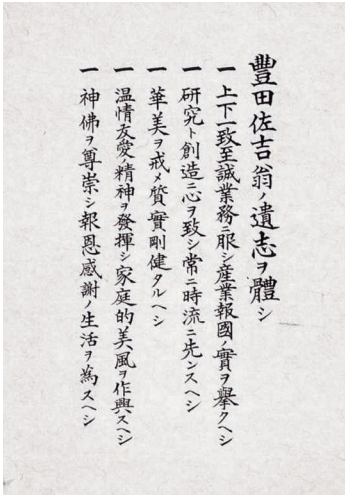 豐田佐吉翁ノ遺志ヲ體シ
一 上下一致至誠業務ニ服シ産業報國ノ實ヲ擧クヘシ
一 研究ト創造ニ心ヲ致シ常ニ時流ニ先ンスヘシ
一 華美ヲ戒メ質實剛健タルヘシ
一 温情友愛ノ精神ヲ發揮シ家庭的美風ヲ作興スヘシ
一 神佛ヲ尊崇シ報恩感謝ノ生活ヲ為スヘシ